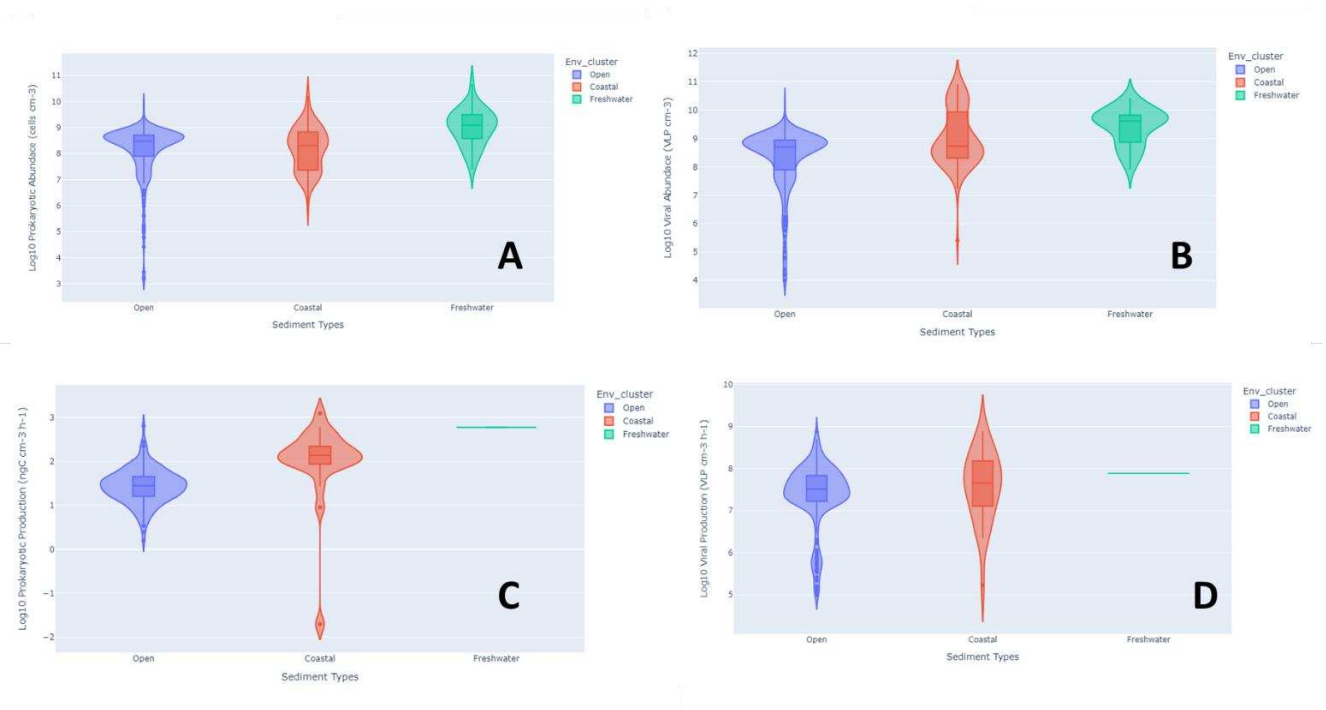 Log10 Prokaryotic Abundace (cells cm-3)
11
10
9
8
7
6
5
4
3
Open
Coastal
Freshwater
Sediment Types
Env_cluster
Open
Coastal
Freshwater
A
Log10 Viral Abundace (VLP cm-3)
12
11
10
9
8
7
6
5
4
Open
Coastal
Freshwater
Sediment Types
Env_cluster
Open
Coastal
Freshwater
B
Log10 Prokaryotic Production (ngC cm-3 h-1)
3
2
1
0
−1
−2
Open
Coastal
Freshwater
Sediment Types
Env_cluster
Open
Coastal
Freshwater
C
Log10 Viral Production (VLP cm-3 h-1)
10
9
8
7
6
5
Open
Coastal
Freshwater
Sediment Types
Env_cluster
Open
Coastal
Freshwater
D